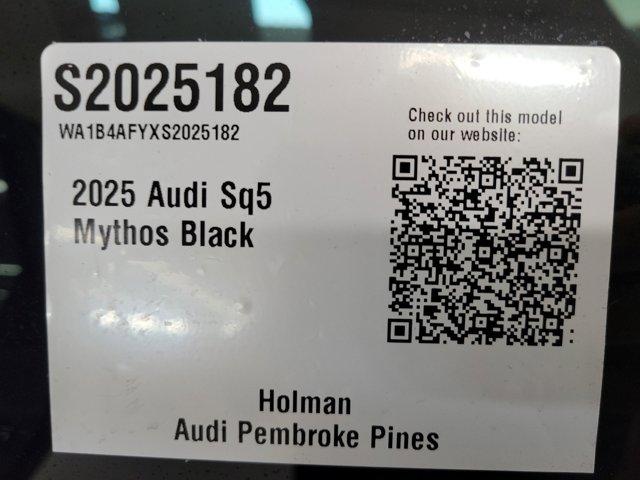 S2025182
WA1B4AFYXS2025182
Check out this model
on our website:
2025 Audi Sq5
Mythos Black
Holman
Audi Pembroke Pines